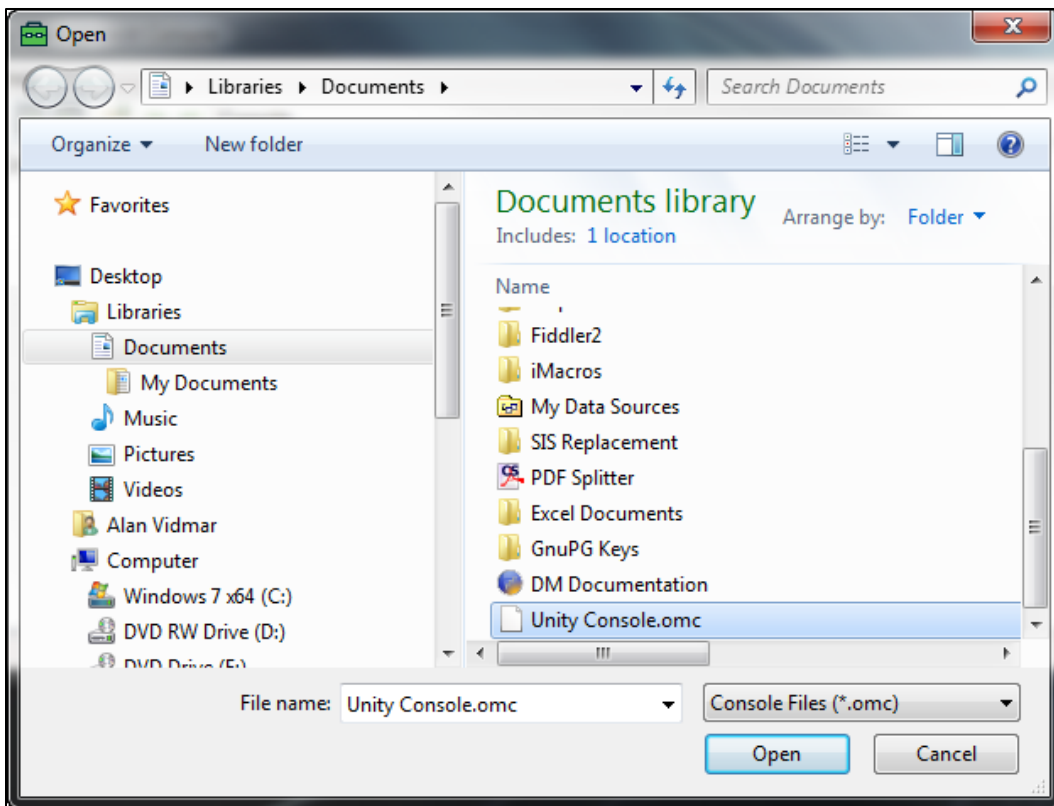 Open
Libraries Documents
Search Documents
Organize New folder
Favorites
Desktop
Libraries
Documents
My Documents
Music
Pictures
Videos
Alan Vidmar
Computer
Windows 7 x64 (C:)
DVD RW Drive (D:)
Documents library
Includes: 1 location
Arrange by: Folder
Name
Fiddler2
iMacros
My Data Sources
SIS Replacement
PDF Splitter
Excel Documents
GnuPG Keys
DM Documentation
Unity Console.omc
File name: Unity Console.omc
Console Files (*.omc)
Open Cancel